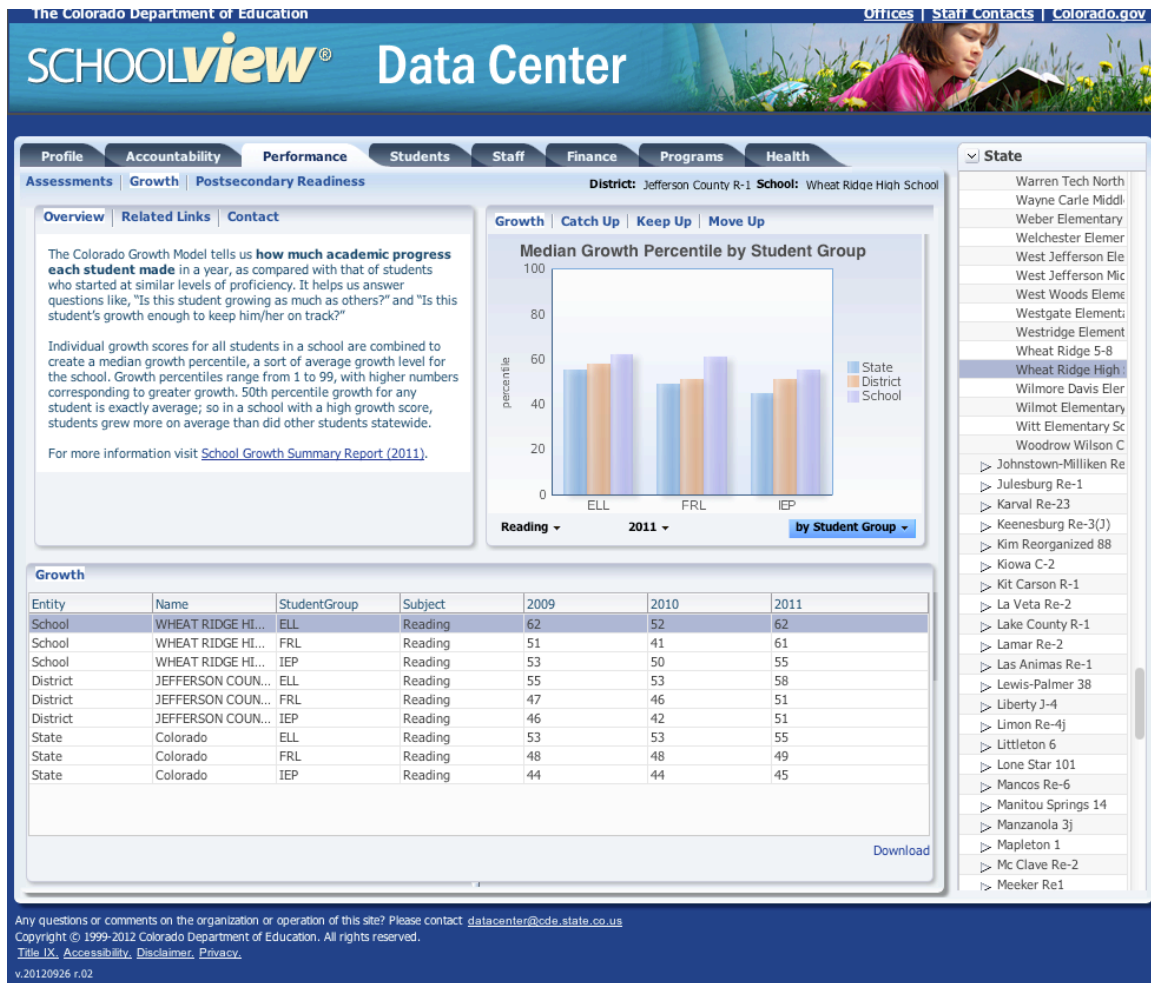 The Colorado Department of Education
Offices | Staff Contacts | Colorado.gov
SCHOOLview® Data Center
Profile Accountability Performance Students Staff Finance Programs Health
Assessments | Growth | Postsecondary Readiness
District: Jefferson County R-1 School: Wheat Ridge High School
Overview | Related Links | Contact
The Colorado Growth Model tells us how much academic progress
each student made in a year, as compared with that of students
who started at similar levels of proficiency. It helps us answer
questions like, "Is this student growing as much as others?" and "Is this
student's growth enough to keep him/her on track?"
Individual growth scores for all students in a school are combined to
create a median growth percentile, a sort of average growth level for
the school. Growth percentiles range from 1 to 99, with higher numbers
corresponding to greater growth. 50th percentile growth for any
student is exactly average; so in a school with a high growth score,
students grew more on average than did other students statewide.
For more information visit School Growth Summary Report (2011).
Growth | Catch Up | Keep Up | Move Up
Median Growth Percentile by Student Group
100
80
60
40
20
0
percentile
ELL FRL IEP
State
District
School
Reading 2011 by Student Group
Growth
Entity Name StudentGroup Subject 2009 2010 2011
School WHEAT RIDGE HI... ELL Reading 62 52 62
School WHEAT RIDGE HI... FRL Reading 51 41 61
School WHEAT RIDGE HI... IEP Reading 53 50 55
District JEFFERSON COUN... ELL Reading 55 53 58
District JEFFERSON COUN... FRL Reading 47 46 51
District JEFFERSON COUN... IEP Reading 46 42 51
State Colorado ELL Reading 53 53 55
State Colorado FRL Reading 48 48 49
State Colorado IEP Reading 44 44 45
Download
State
Warren Tech North
Wayne Carle Middl
Weber Elementary
Welchester Elemer
West Jefferson Ele
West Jefferson Mic
West Woods Eleme
Westgate Elementa
Westridge Element
Wheat Ridge 5-8
Wheat Ridge High
Wilmore Davis Eler
Wilmot Elementary
Witt Elementary Sc
Woodrow Wilson C
Johnstown-Milliken Re
Julesburg Re-1
Karval Re-23
Keenesburg Re-3(J)
Kim Reorganized 88
Kiowa C-2
Kit Carson R-1
La Veta Re-2
Lake County R-1
Lamar Re-2
Las Animas Re-1
Lewis-Palmer 38
Liberty J-4
Limon Re-4j
Littleton 6
Lone Star 101
Mancos Re-6
Manitou Springs 14
Manzanola 3j
Mapleton 1
Mc Clave Re-2
Meeker Re1
Any questions or comments on the organization or operation of this site? Please contact datacenter@cde.state.co.us
Copyright © 1999-2012 Colorado Department of Education. All rights reserved.
Title IX. Accessibility. Disclaimer. Privacy.
v.20120926 r.02